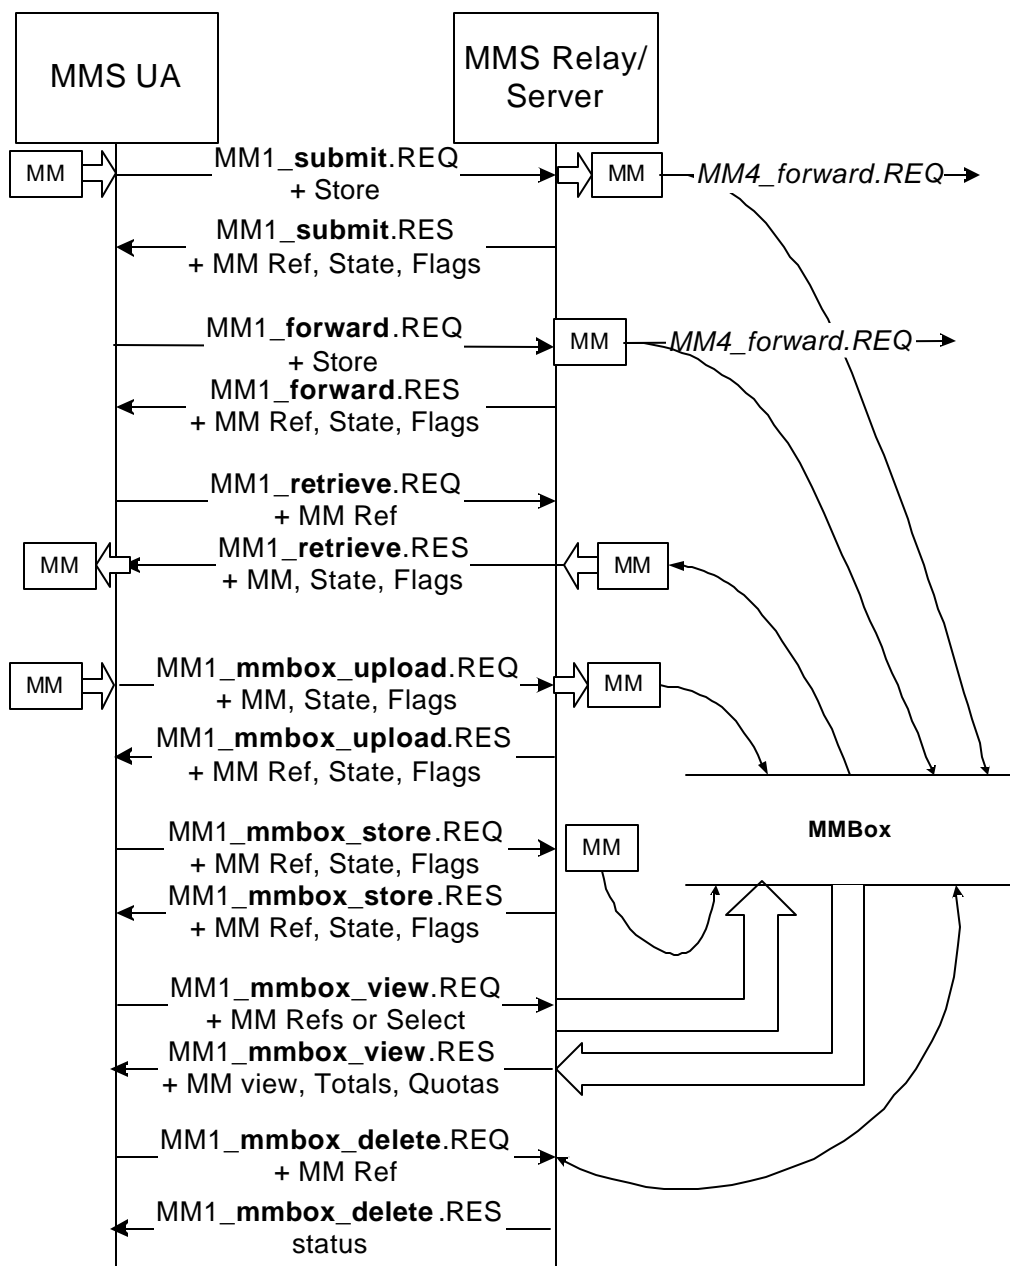 MMS UA
MMS Relay/
Server
MM
MM1_submit.REQ
+ Store
MM
MM4_forward.REQ
MM1_submit.RES
+ MM Ref, State, Flags
MM1_forward.REQ
+ Store
MM
MM4_forward.REQ
MM1_forward.RES
+ MM Ref, State, Flags
MM1_retrieve.REQ
+ MM Ref
MM
MM1_retrieve.RES
+ MM, State, Flags
MM
MM
MM1_mmbox_upload.REQ
+ MM, State, Flags
MM
MM1_mmbox_upload.RES
+ MM Ref, State, Flags
MMBox
MM1_mmbox_store.REQ
+ MM Ref, State, Flags
MM
MM1_mmbox_store.RES
+ MM Ref, State, Flags
MM1_mmbox_view.REQ
+ MM Refs or Select
MM1_mmbox_view.RES
+ MM view, Totals, Quotas
MM1_mmbox_delete.REQ
+ MM Ref
MM1_mmbox_delete.RES
status